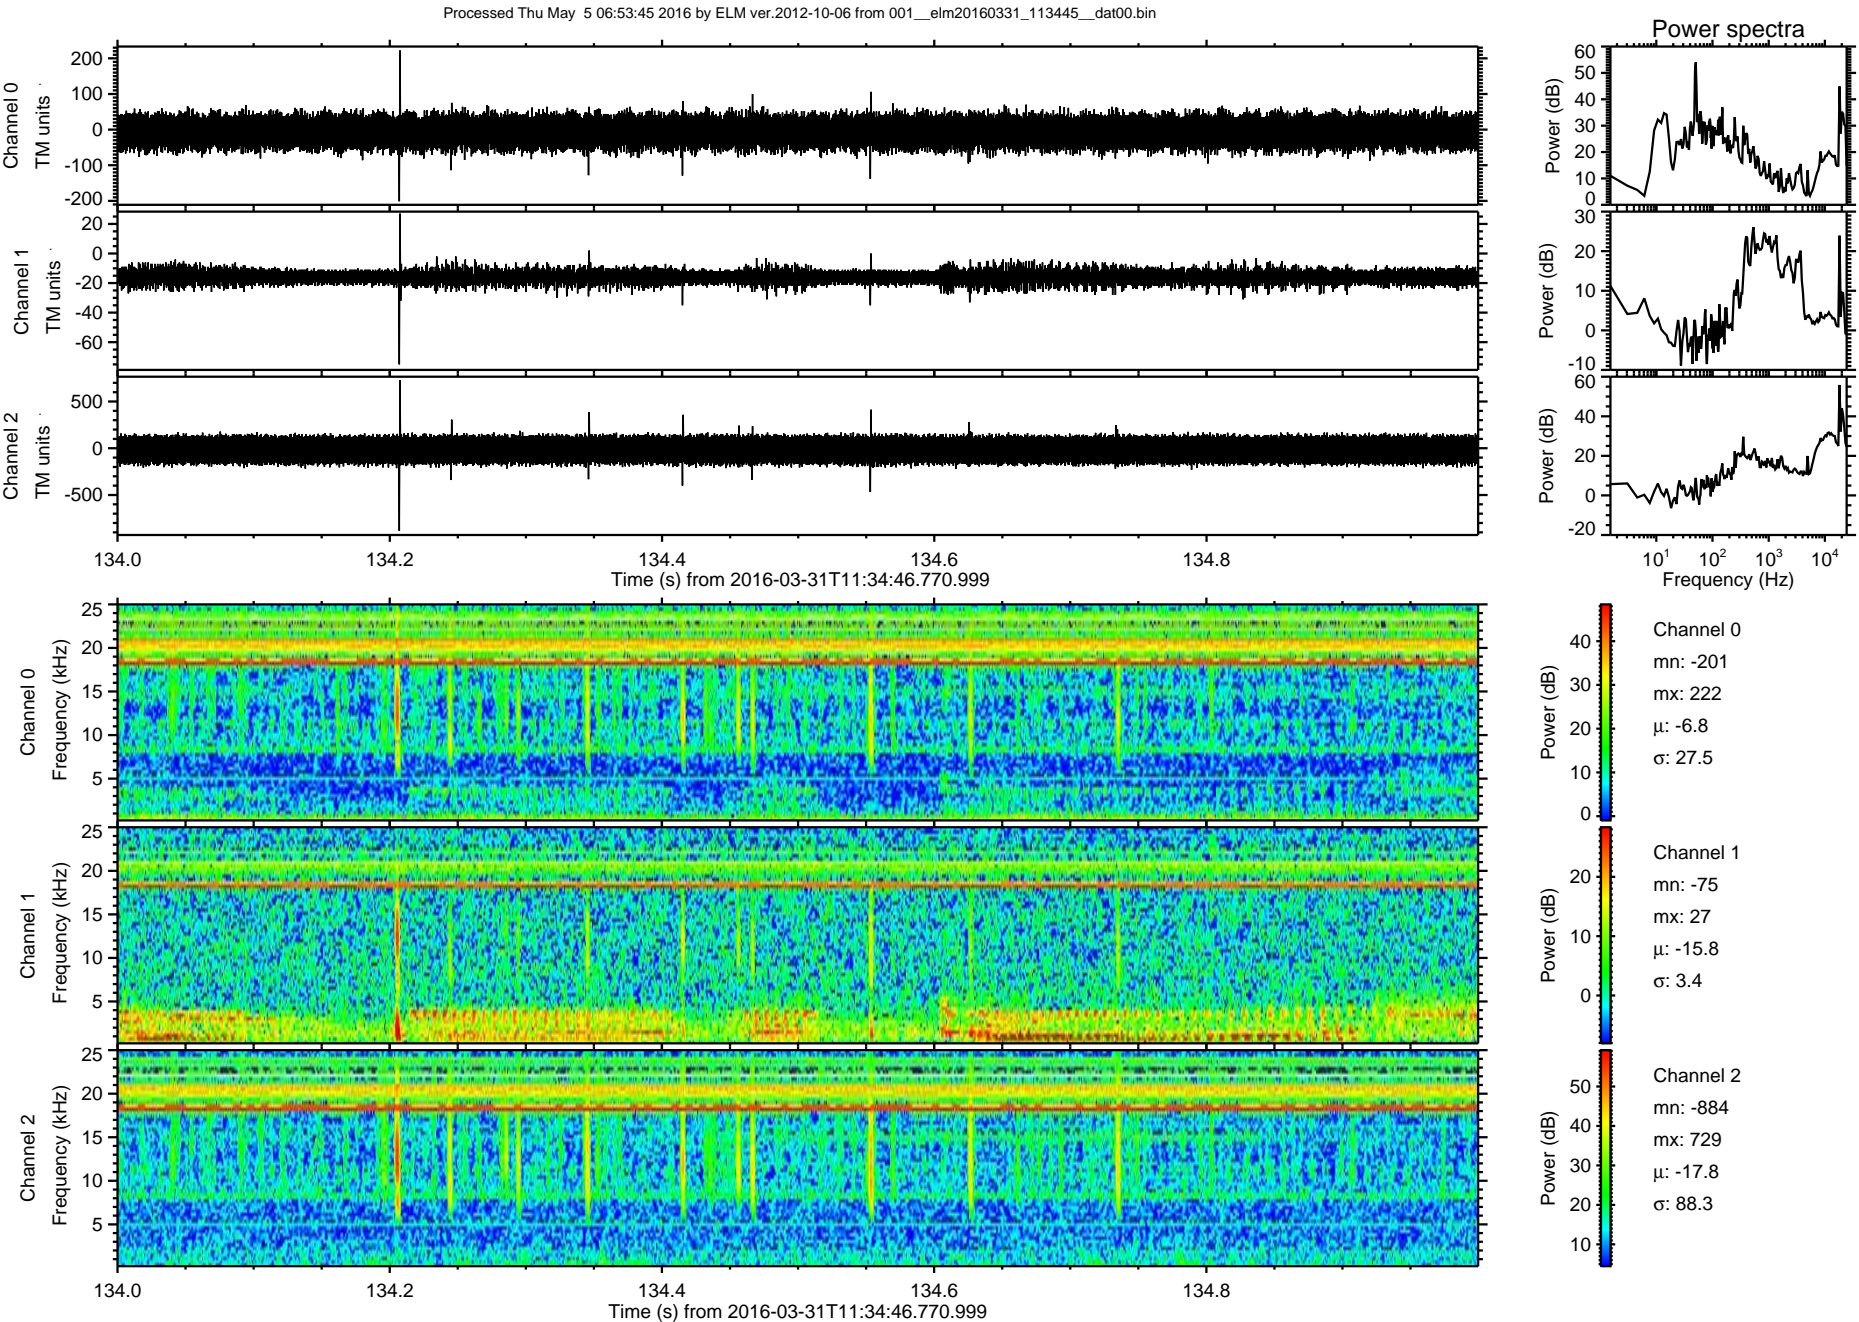 Processed Thu May  5 06:53:45 2016 by ELM ver.2012-10-06 from 001__elm20160331_113445__dat00.bin
Power spectra
Channel 0
TM units
200
100
0
-100
-200
Power (dB)
60
50
40
30
20
10
0
Channel 1
TM units
20
0
-20
-40
-60
Power (dB)
30
20
10
0
-10
Channel 2
TM units
500
0
-500
Power (dB)
60
40
20
0
-20
134.0 134.2 134.4 134.6 134.8
Time (s) from 2016-03-31T11:34:46.770.999
10¹ 10² 10³ 10⁴
Frequency (Hz)
Channel 0
Frequency (kHz)
25
20
15
10
5
Power (dB)
40
30
20
10
0
Channel 0
mn: -201
mx: 222
μ: -6.8
σ: 27.5
Channel 1
Frequency (kHz)
25
20
15
10
5
Power (dB)
20
10
0
Channel 1
mn: -75
mx: 27
μ: -15.8
σ: 3.4
Channel 2
Frequency (kHz)
25
20
15
10
5
Power (dB)
50
40
30
20
10
Channel 2
mn: -884
mx: 729
μ: -17.8
σ: 88.3
134.0 134.2 134.4 134.6 134.8
Time (s) from 2016-03-31T11:34:46.770.999